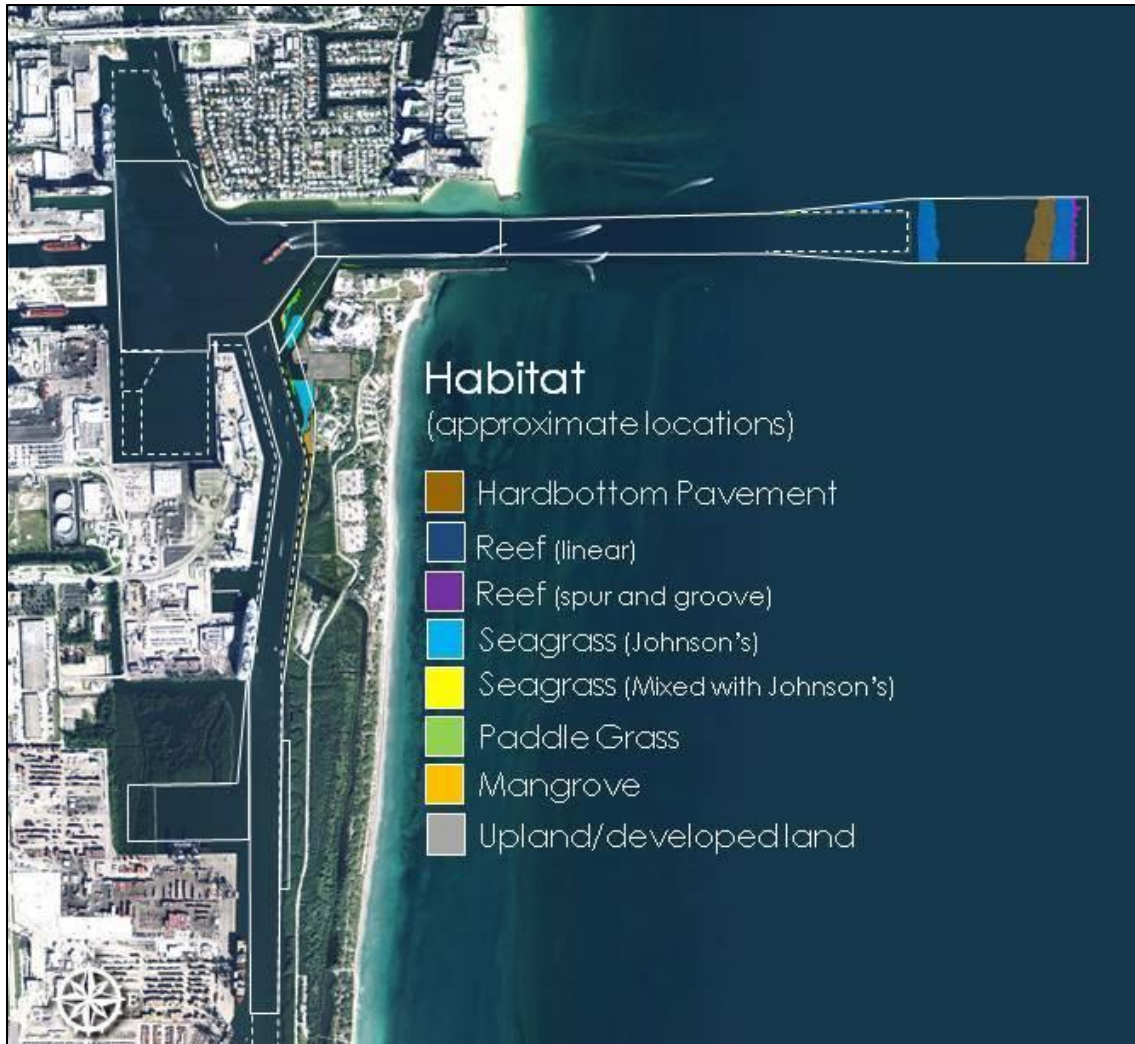 Habitat
(approximate locations)
Hardbottom Pavement
Reef (linear)
Reef (spur and groove)
Seagrass (Johnson's)
Seagrass (Mixed with Johnson's)
Paddle Grass
Mangrove
Upland/developed land
W E